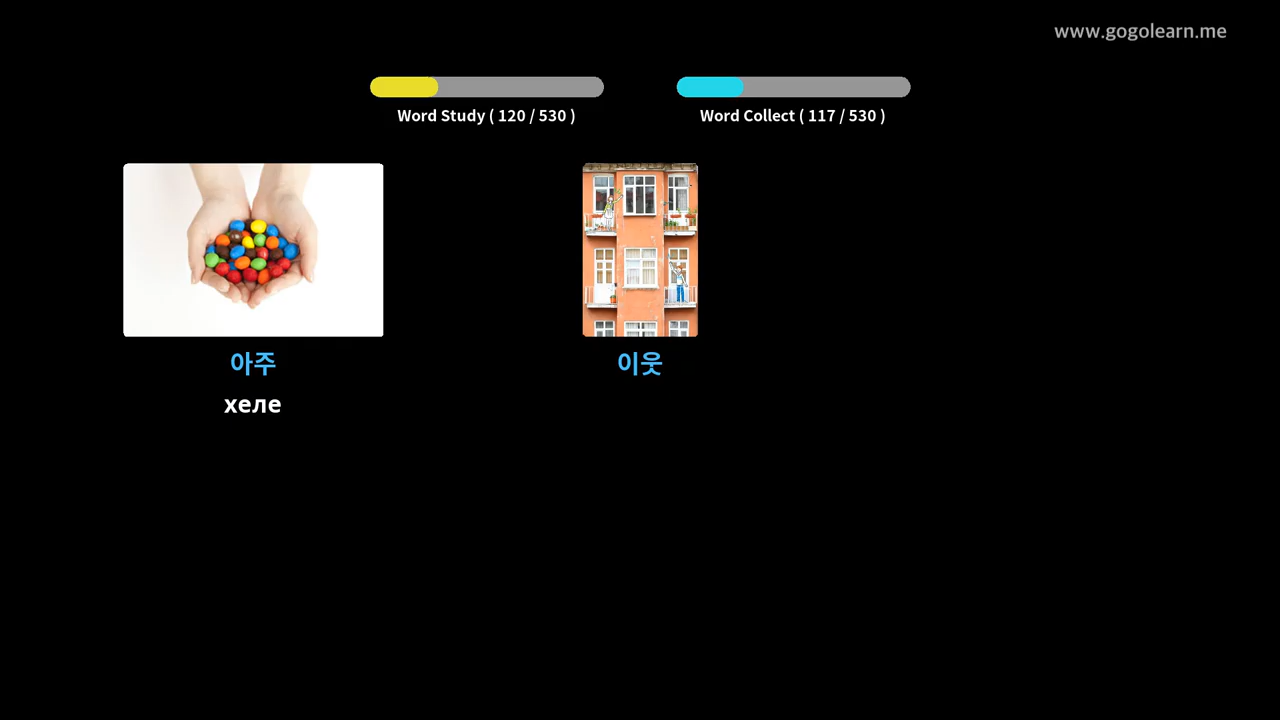 www.gogolearn.me
Word Study ( 120 / 530 )
Word Collect ( 117 / 530 )
아주
хеле
이웃